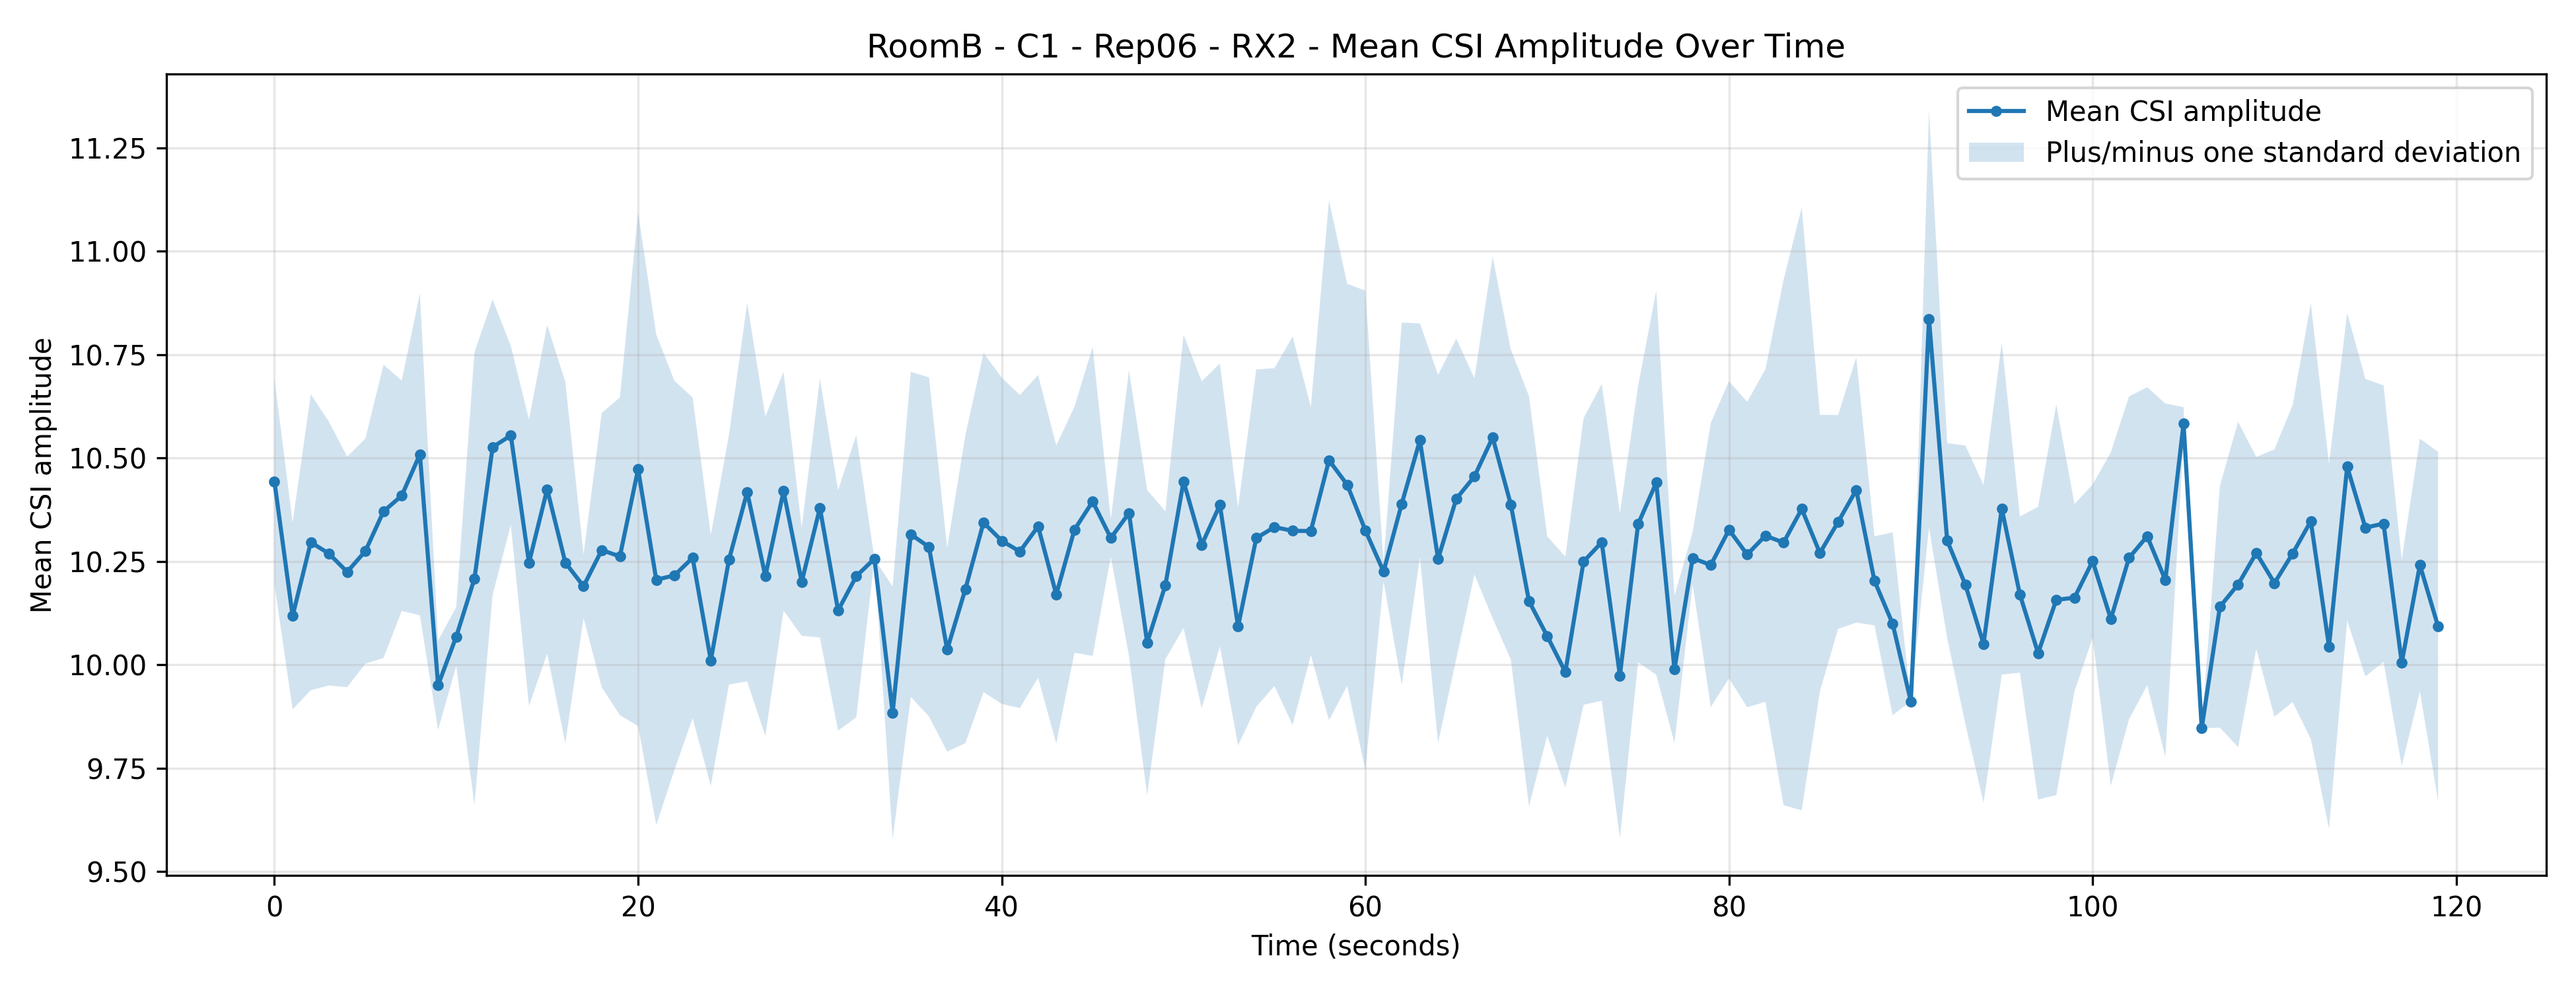 RoomB - C1 - Rep06 - RX2 - Mean CSI Amplitude Over Time
Mean CSI amplitude
Plus/minus one standard deviation
Mean CSI amplitude
11.25
11.00
10.75
10.50
10.25
10.00
9.75
9.50
0 20 40 60 80 100 120
Time (seconds)